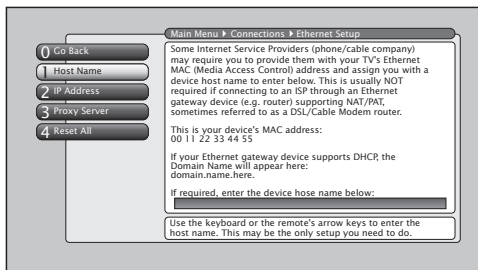 Main Menu ▶ Connections ▶ Ethernet Setup
0 Go Back
1 Host Name
2 IP Address
3 Proxy Server
4 Reset All
Some Internet Service Providers (phone/cable company)
may require you to provide them with your TV's Ethernet
MAC (Media Access Control) address and assign you with a
device host name to enter below. This is usually NOT
required if connecting to an ISP through an Ethernet
gateway device (e.g. router) supporting NAT/PAT,
sometimes referred to as a DSL/Cable Modem router.
This is your device's MAC address:
00 11 22 33 44 55
If your Ethernet gateway device supports DHCP, the
Domain Name will appear here:
domain.name.here.
If required, enter the device hose name below:
Use the keyboard or the remote's arrow keys to enter the
host name. This may be the only setup you need to do.